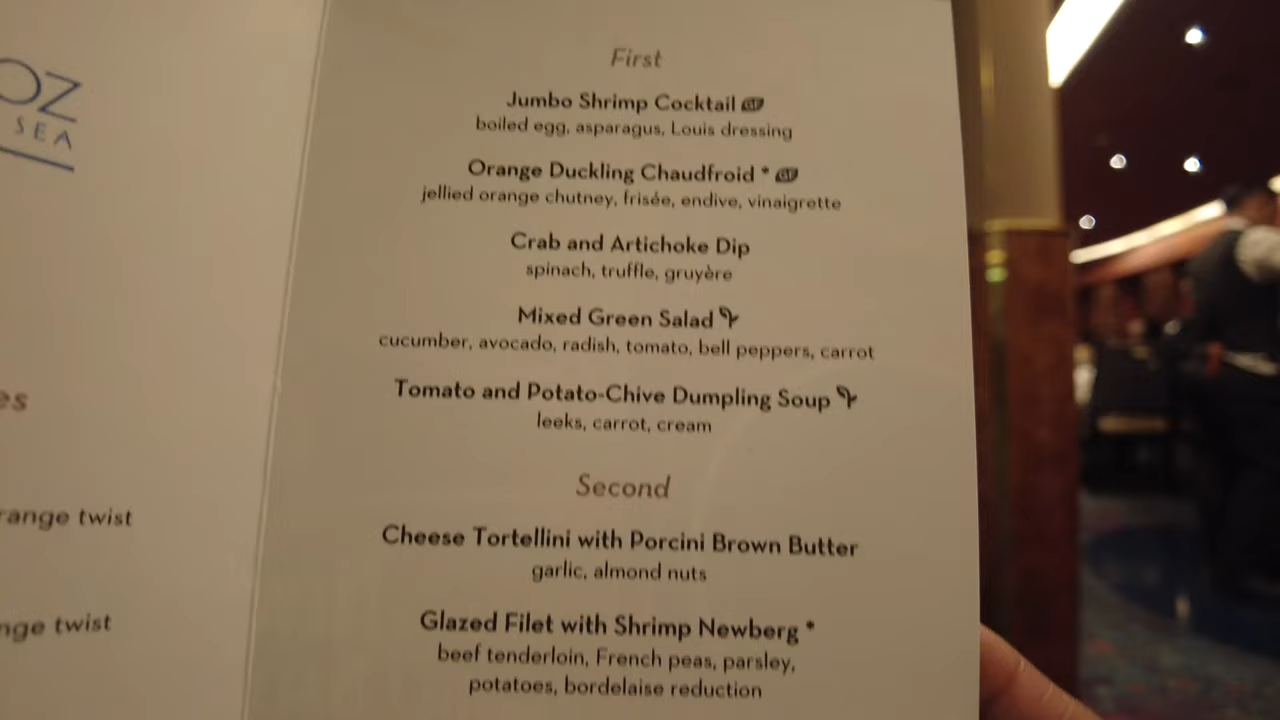 OZ
SEA
es
range twist
nge twist
First
Jumbo Shrimp Cocktail GF
boiled egg, asparagus, Louis dressing
Orange Duckling Chaudfroid * GF
jellied orange chutney, frisée, endive, vinaigrette
Crab and Artichoke Dip
spinach, truffle, gruyère
Mixed Green Salad
cucumber, avocado, radish, tomato, bell peppers, carrot
Tomato and Potato-Chive Dumpling Soup
leeks, carrot, cream
Second
Cheese Tortellini with Porcini Brown Butter
garlic, almond nuts
Glazed Filet with Shrimp Newberg *
beef tenderloin, French peas, parsley,
potatoes, bordelaise reduction